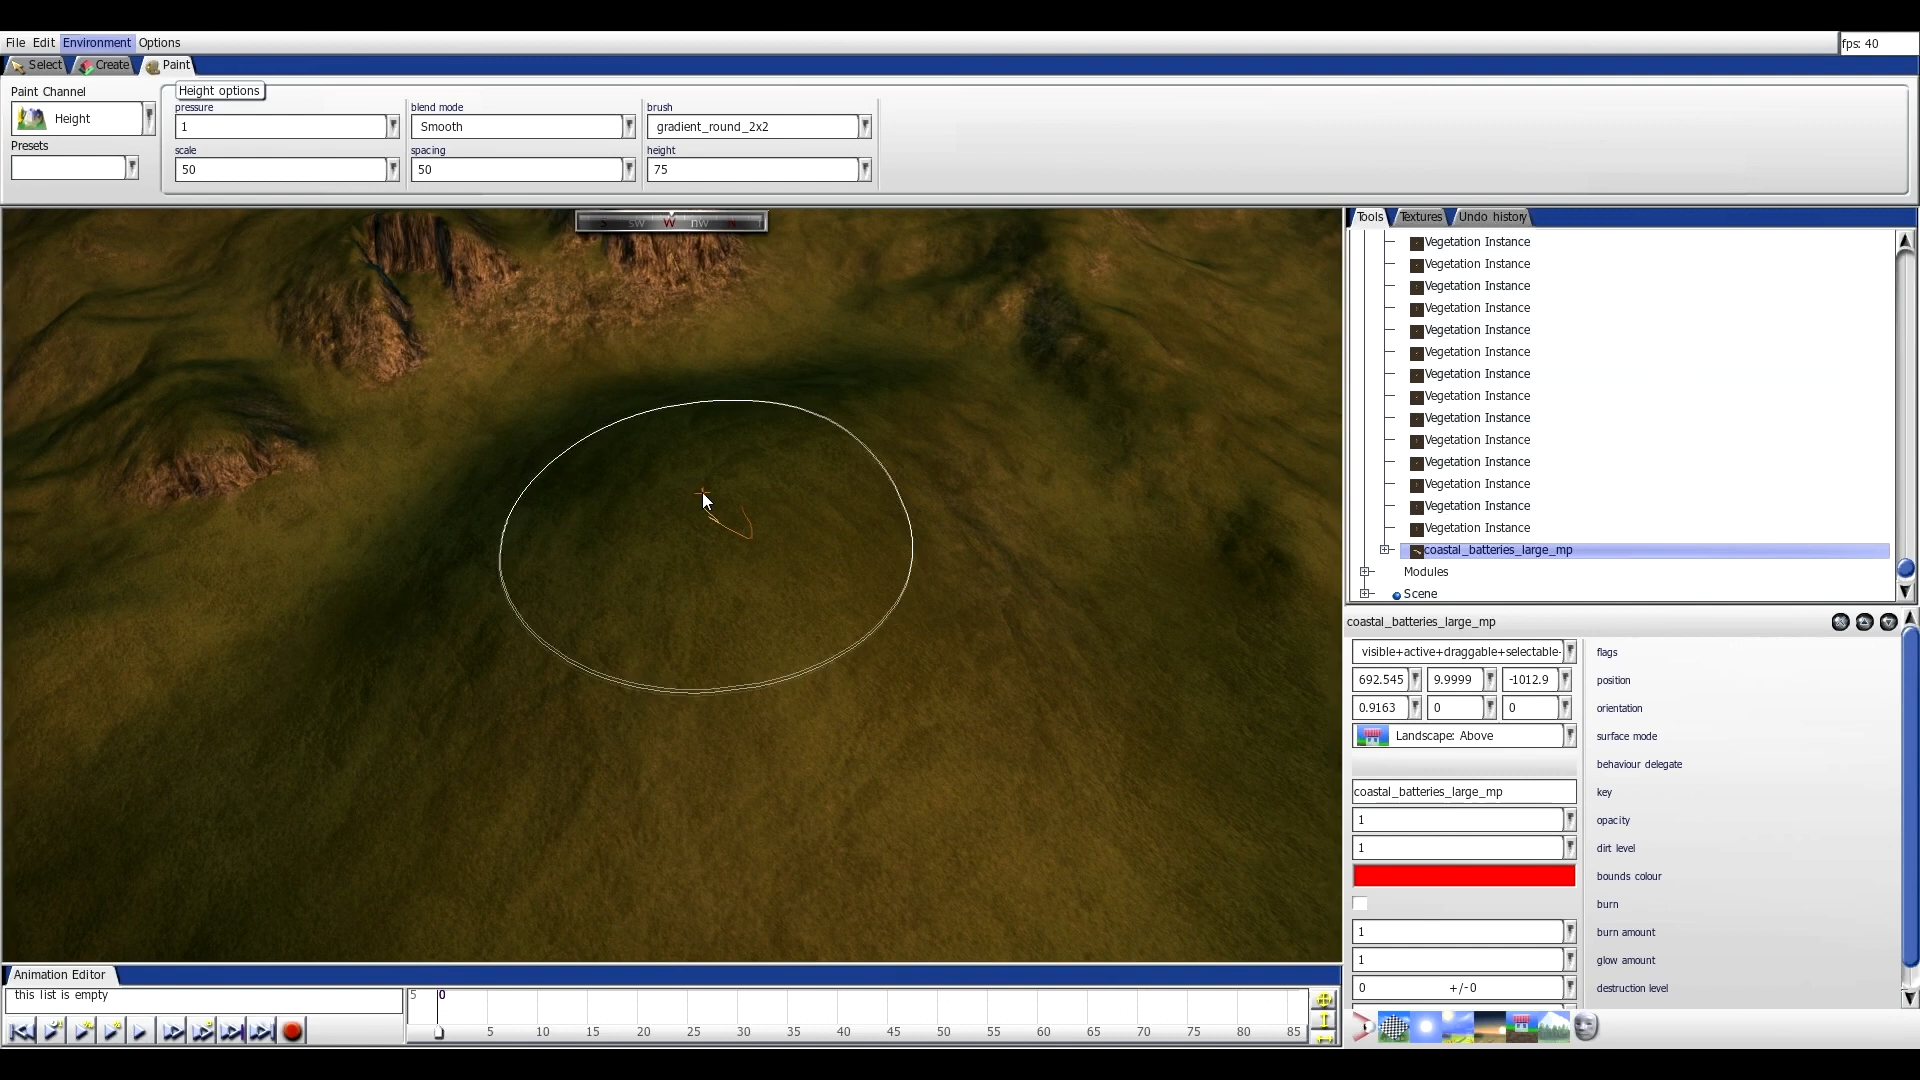 File Edit Environment Options
fps: 40
Select Create Paint
Paint Channel
Height
Presets
Height options
pressure blend mode brush
1 Smooth gradient_round_2x2
scale spacing height
50 50 75
S SW W NW N
Tools Textures Undo history
Vegetation Instance
Vegetation Instance
Vegetation Instance
Vegetation Instance
Vegetation Instance
Vegetation Instance
Vegetation Instance
Vegetation Instance
Vegetation Instance
Vegetation Instance
Vegetation Instance
Vegetation Instance
Vegetation Instance
Vegetation Instance
coastal_batteries_large_mp
Modules
Scene
coastal_batteries_large_mp
visible+active+draggable+selectable- flags
692.545 9.9999 -1012.9 position
0.9163 0 0 orientation
Landscape: Above surface mode
behaviour delegate
coastal_batteries_large_mp key
1 opacity
1 dirt level
bounds colour
burn
1 burn amount
1 glow amount
0 +/-0 destruction level
Animation Editor
this list is empty
5 0
5 10 15 20 25 30 35 40 45 50 55 60 65 70 75 80 85